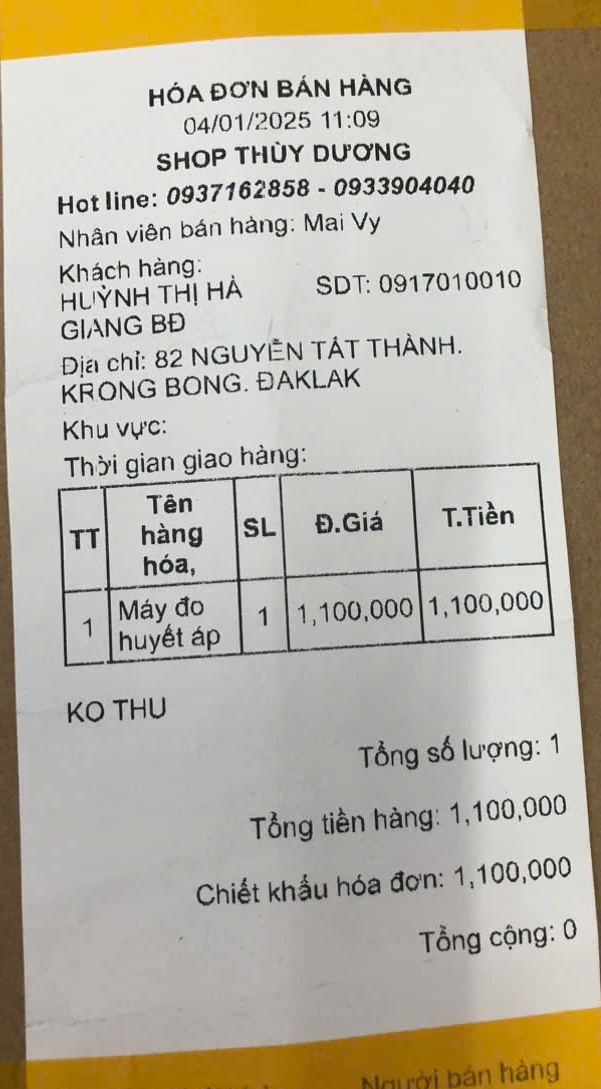 HÓA ĐƠN BÁN HÀNG
04/01/2025 11:09
SHOP THÙY DƯƠNG
Hot line: 0937162858 - 0933904040
Nhân viên bán hàng: Mai Vy
Khách hàng:
HUỲNH THỊ HÀ GIANG BĐ SDT: 0917010010
Địa chỉ: 82 NGUYỄN TẤT THÀNH.
KRONG BONG. ĐAKLAK
Khu vực:
Thời gian giao hàng:
TT Tên hàng hóa, SL Đ.Giá T.Tiền
1 Máy đo huyết áp 1 1,100,000 1,100,000
KO THU
Tổng số lượng: 1
Tổng tiền hàng: 1,100,000
Chiết khấu hóa đơn: 1,100,000
Tổng cộng: 0
Người bán hàng